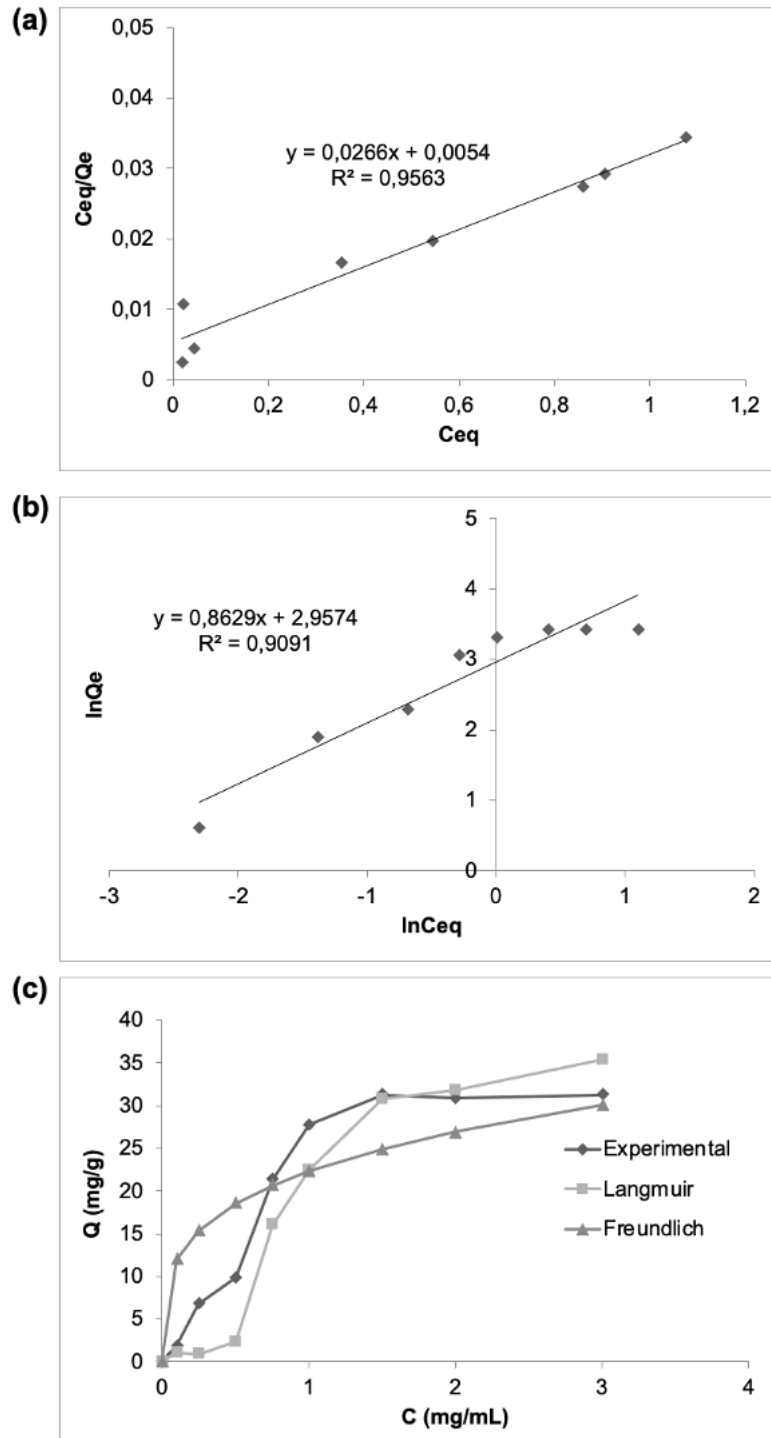 (a)
0,05
0,04
0,03
0,02
0,01
0
Ceq/Qe
y = 0,0266x + 0,0054
R² = 0,9563
0 0,2 0,4 0,6 0,8 1 1,2
Ceq
(b)
5
4
3
2
1
0
lnQe
y = 0,8629x + 2,9574
R² = 0,9091
-3 -2 -1 0 1 2
lnCeq
(c)
40
35
30
25
20
15
10
5
0
Q (mg/g)
Experimental
Langmuir
Freundlich
0 1 2 3 4
C (mg/mL)